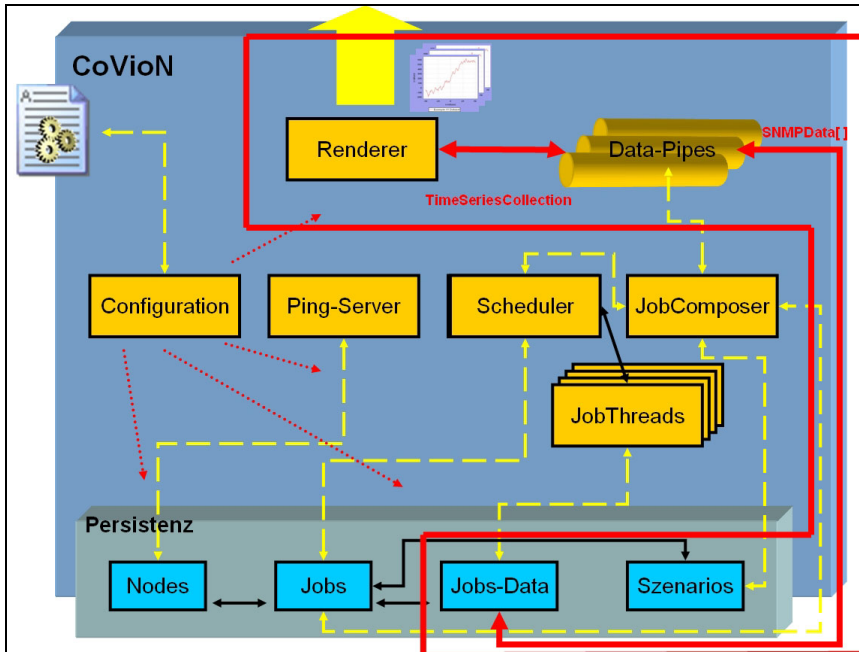 CoVioN
Renderer
Data-Pipes
SNMPData[ ]
TimeSeriesCollection
Configuration
Ping-Server
Scheduler
JobComposer
JobThreads
Persistenz
Nodes
Jobs
Jobs-Data
Szenarios